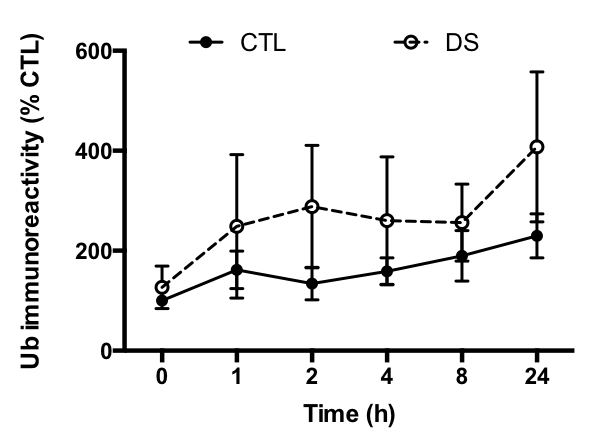 CTL DS
Ub immunoreactivity (% CTL)
600
400
200
0
0 1 2 4 8 24
Time (h)